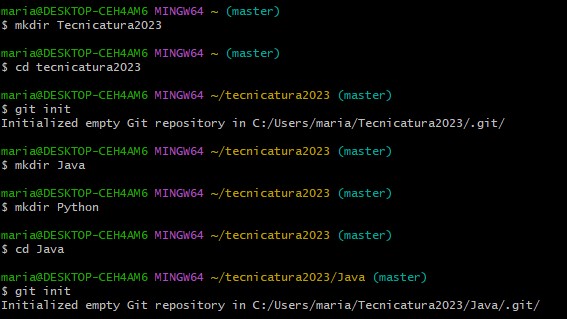 maria@DESKTOP-CEH4AM6 MINGW64 ~ (master)
$ mkdir Tecnicatura2023
maria@DESKTOP-CEH4AM6 MINGW64 ~ (master)
$ cd tecnicatura2023
maria@DESKTOP-CEH4AM6 MINGW64 ~/tecnicatura2023 (master)
$ git init
Initialized empty Git repository in C:/Users/maria/Tecnicatura2023/.git/
maria@DESKTOP-CEH4AM6 MINGW64 ~/tecnicatura2023 (master)
$ mkdir Java
maria@DESKTOP-CEH4AM6 MINGW64 ~/tecnicatura2023 (master)
$ mkdir Python
maria@DESKTOP-CEH4AM6 MINGW64 ~/tecnicatura2023 (master)
$ cd Java
maria@DESKTOP-CEH4AM6 MINGW64 ~/tecnicatura2023/Java (master)
$ git init
Initialized empty Git repository in C:/Users/maria/Tecnicatura2023/Java/.git/